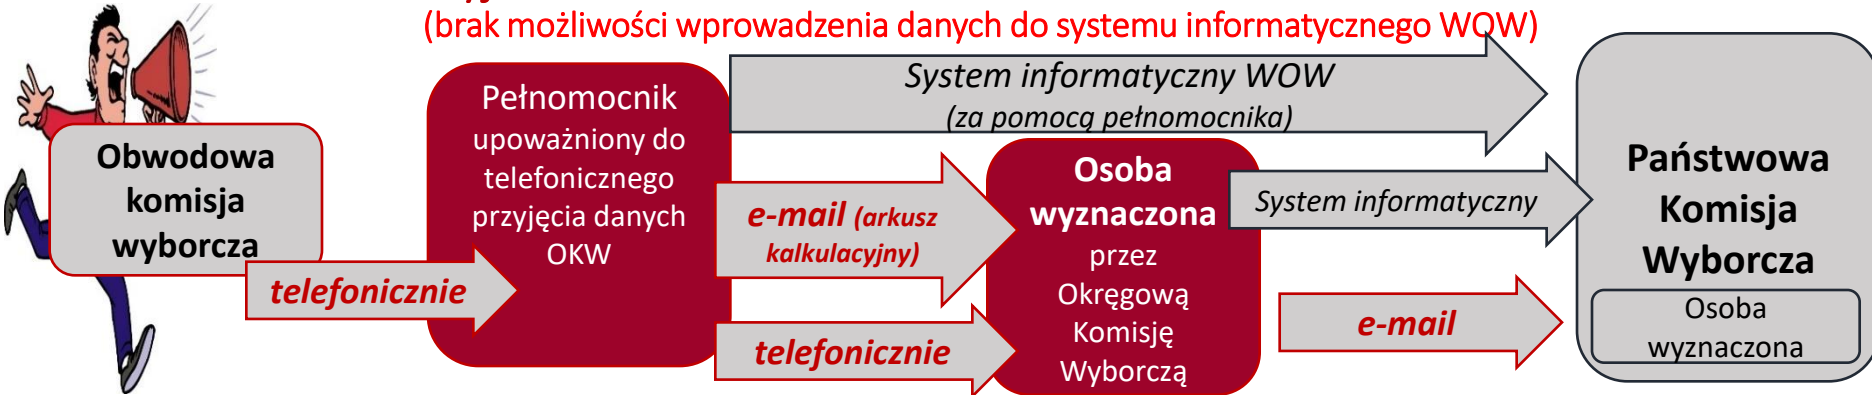 (brak możliwości wprowadzenia danych do systemu informatycznego WOW)
Obwodowa
komisja
wyborcza
telefonicznie
Pełnomocnik
upoważniony do
telefonicznego
przyjęcia danych
OKW
System informatyczny WOW
(za pomocą pełnomocnika)
e-mail (arkusz
kalkulacyjny)
telefonicznie
Osoba
wyznaczona
przez
Okręgową
Komisję
Wyborczą
System informatyczny
e-mail
Państwowa
Komisja
Wyborcza
Osoba
wyznaczona